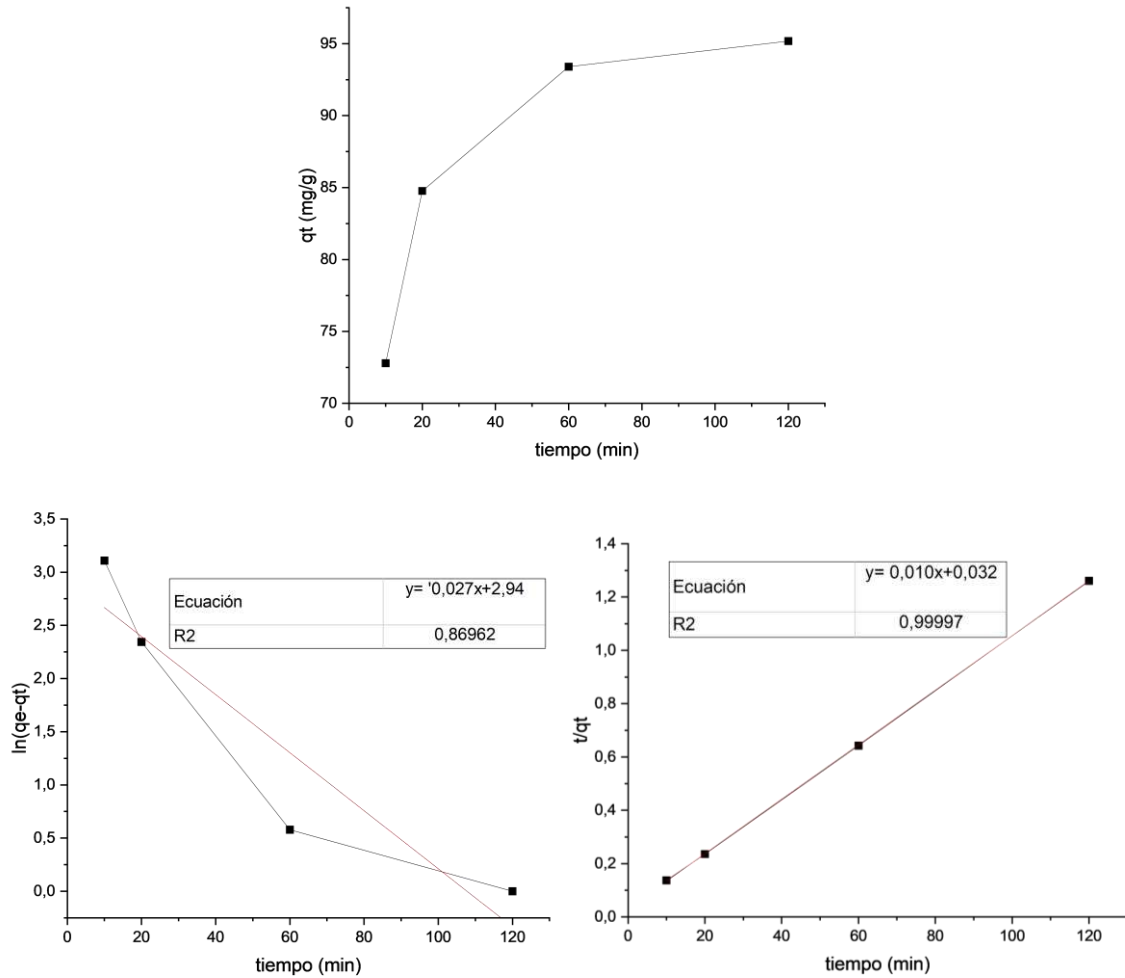 95
90
85
80
75
70
qt (mg/g)
0 20 40 60 80 100 120
tiempo (min)
3,5
3,0
2,5
2,0
1,5
1,0
0,5
0,0
ln(qe-qt)
Ecuación y= '0,027x+2,94
R2 0,86962
0 20 40 60 80 100 120
tiempo (min)
1,4
1,2
1,0
0,8
0,6
0,4
0,2
0,0
t/qt
Ecuación y= 0,010x+0,032
R2 0,99997
0 20 40 60 80 100 120
tiempo (min)